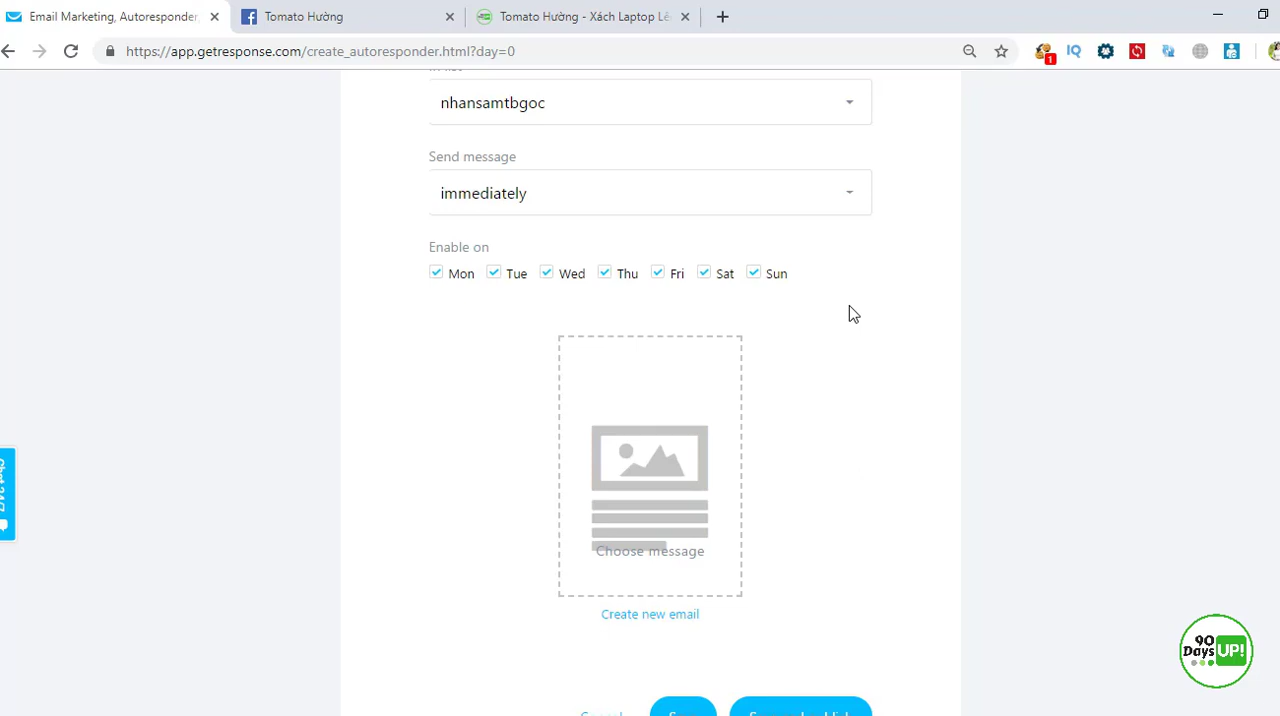 Email Marketing, Autoresponder
Tomato Hường
Tomato Hường - Xách Laptop Lê
https://app.getresponse.com/create_autoresponder.html?day=0
1
IQ
nhansamtbgoc
Send message
immediately
Enable on
Mon Tue Wed Thu Fri Sat Sun
Choose message
Create new email
90
Days UP!